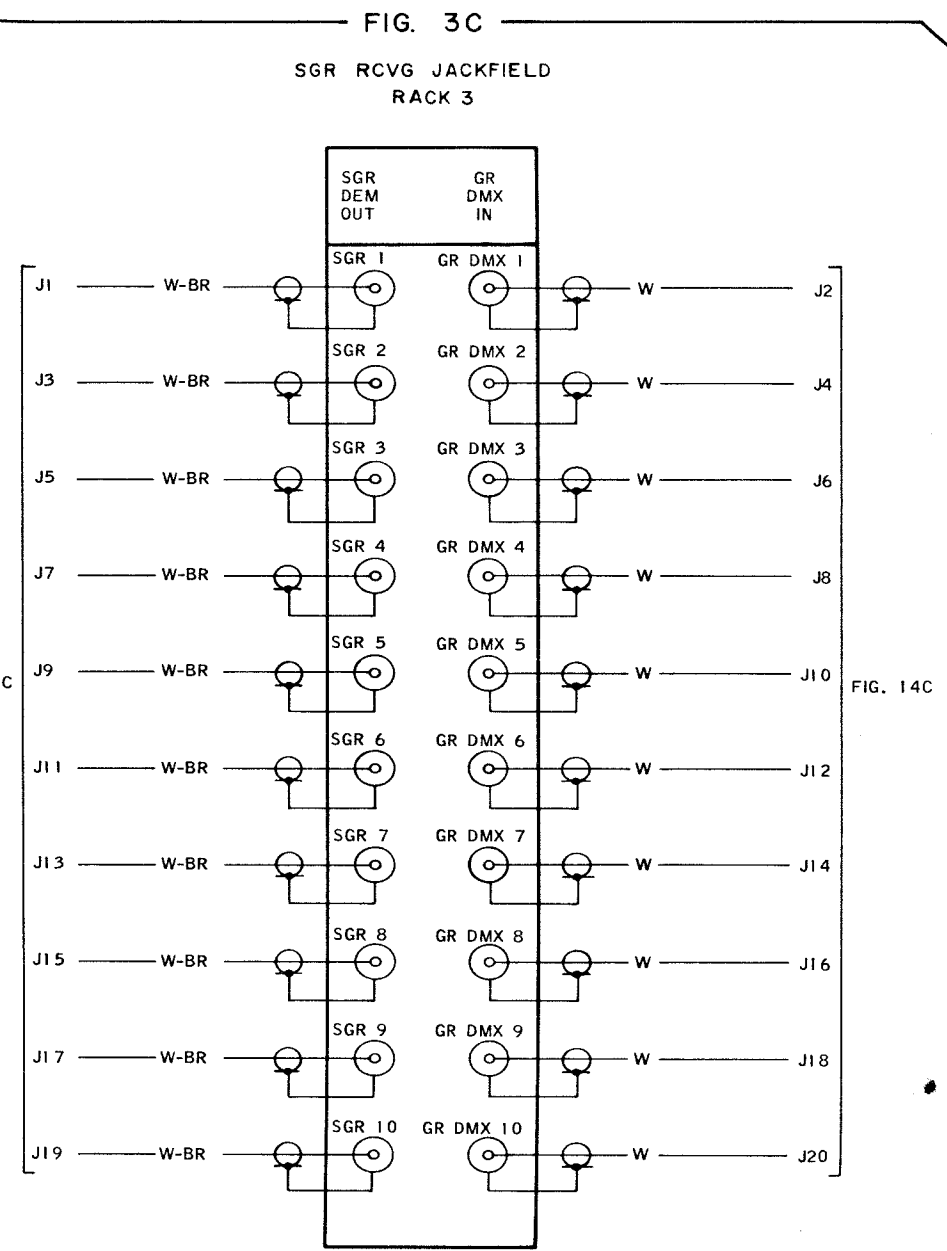 FIG. 3C
SGR RCVG JACKFIELD
RACK 3
SGR DEM OUT
GR DMX IN
J1 W-BR SGR 1 GR DMX 1 W J2
J3 W-BR SGR 2 GR DMX 2 W J4
J5 W-BR SGR 3 GR DMX 3 W J6
J7 W-BR SGR 4 GR DMX 4 W J8
C J9 W-BR SGR 5 GR DMX 5 W J10 FIG. 14C
J11 W-BR SGR 6 GR DMX 6 W J12
J13 W-BR SGR 7 GR DMX 7 W J14
J15 W-BR SGR 8 GR DMX 8 W J16
J17 W-BR SGR 9 GR DMX 9 W J18
J19 W-BR SGR 10 GR DMX 10 W J20